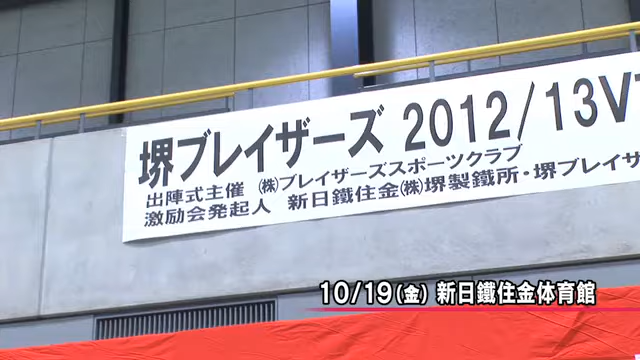 堺ブレイザーズ 2012/13V
出陣式主催 ㈱ブレイザーズスポーツクラブ
激励会発起人 新日鐵住金㈱堺製鐵所・堺ブレイザ
10/19(金) 新日鐵住金体育館